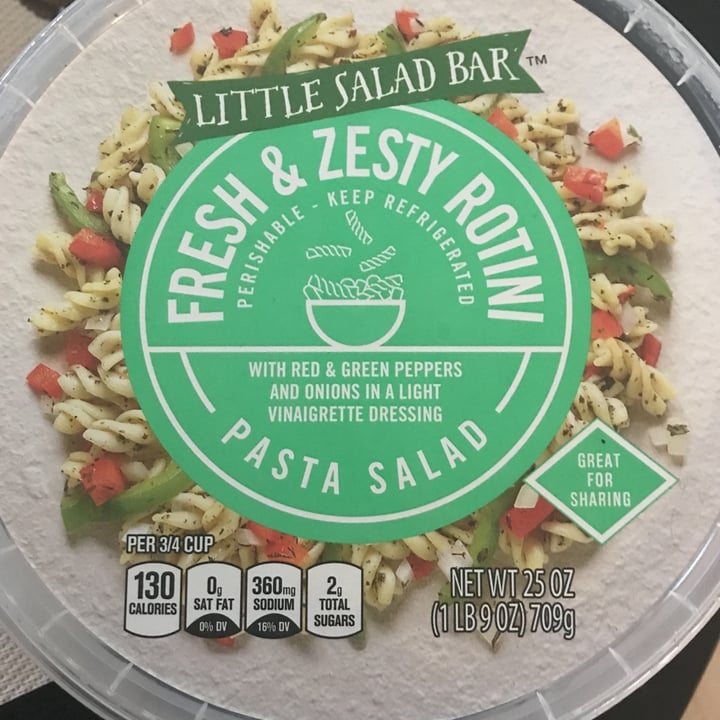 LITTLE SALAD BAR™
FRESH & ZESTY ROTINI
PERISHABLE - KEEP REFRIGERATED
WITH RED & GREEN PEPPERS
AND ONIONS IN A LIGHT
VINAIGRETTE DRESSING
PASTA SALAD
GREAT
FOR
SHARING
PER 3/4 CUP
130
CALORIES
0g
SAT FAT
0% DV
360mg
SODIUM
16% DV
2g
TOTAL
SUGARS
NET WT 25 OZ
(1 LB 9 OZ) 709g